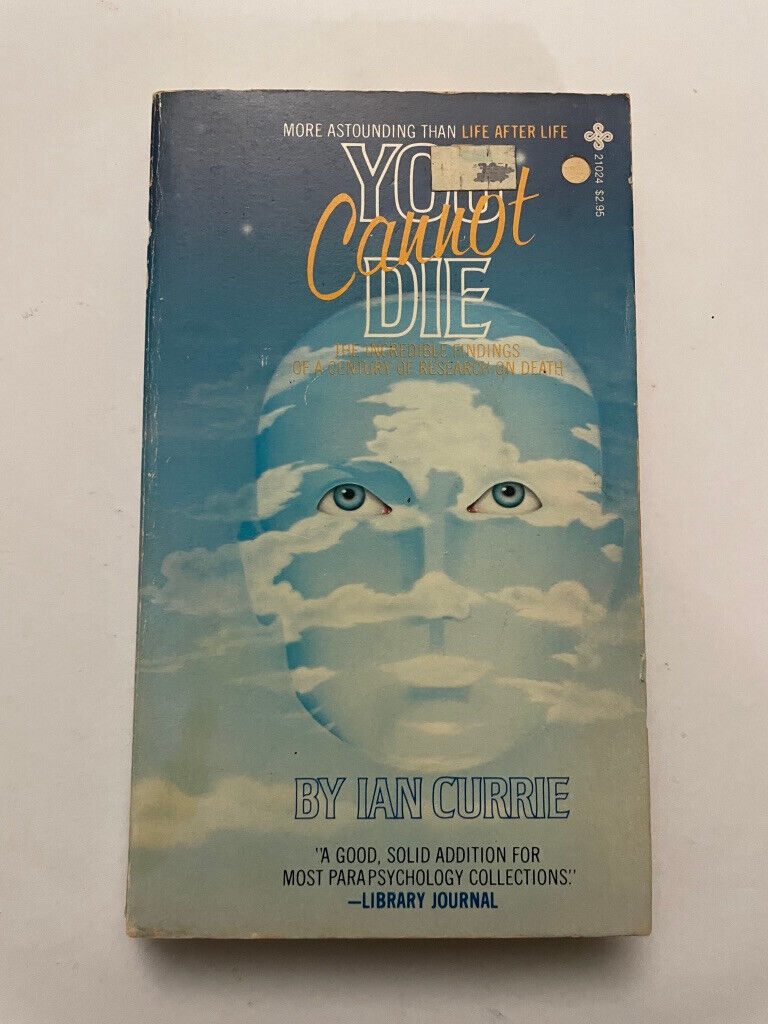 MORE ASTOUNDING THAN LIFE AFTER LIFE
YOU
Cannot
DIE
THE INCREDIBLE FINDINGS
OF A CENTURY OF RESEARCH ON DEATH
21024 $2.95
BY IAN CURRIE
"A GOOD, SOLID ADDITION FOR
MOST PARAPSYCHOLOGY COLLECTIONS."
—LIBRARY JOURNAL